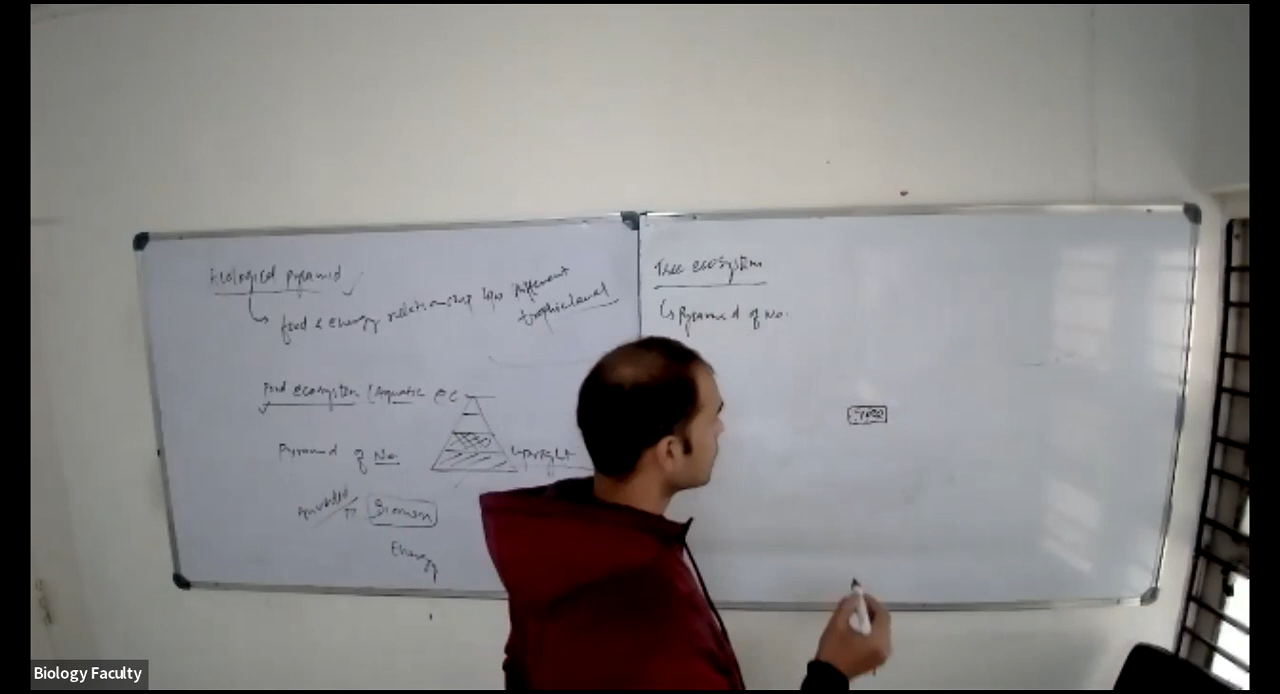 Ecological pyramid
food & energy relationship b/w different
trophic level
Pond ecosystem (Aquatic ec
Pyramid of No.
upright
Inverted
Biomass
Energy
Tree ecosystem
Pyramid of No.
Tree
Biology Faculty